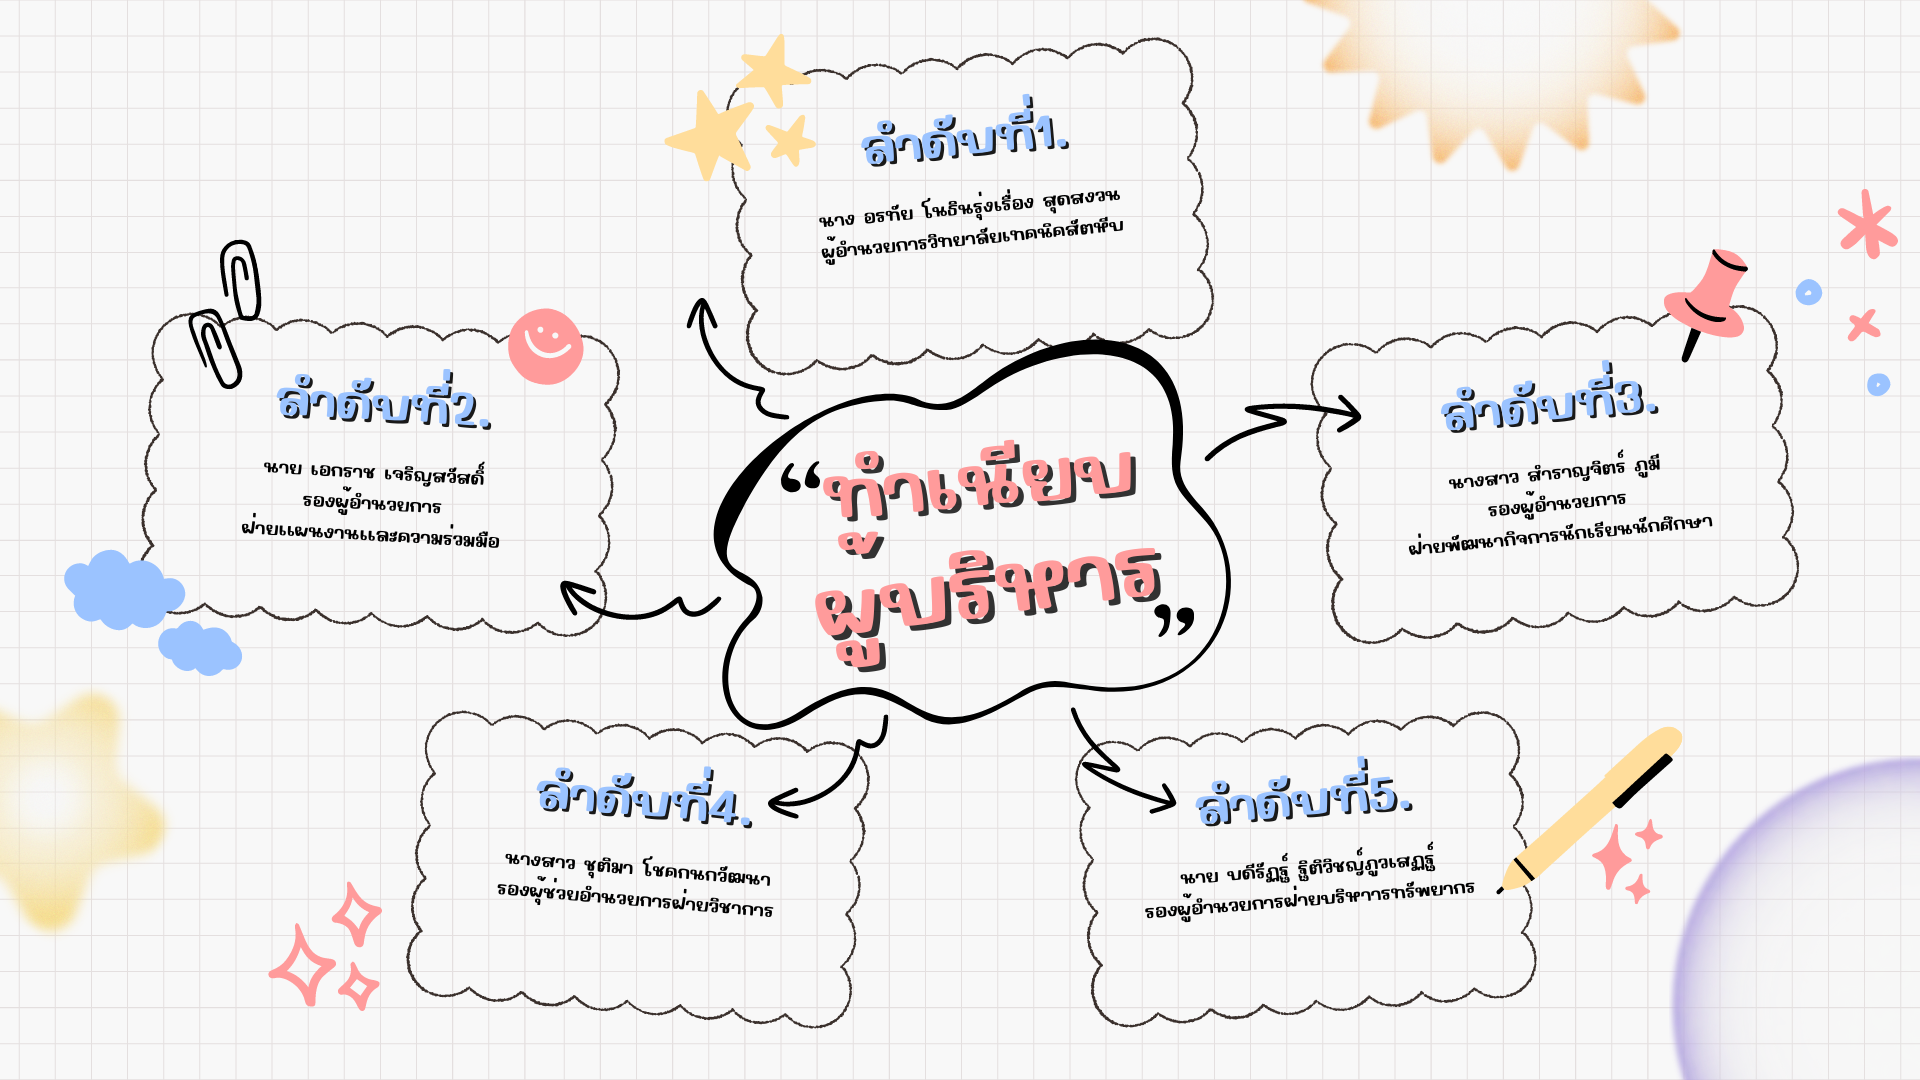 ลำดับที่1.
นาง อรทัย โนธินรุ่งเรื่อง สุดสงวน
ผู้อำนวยการวิทยาลัยเทคนิคสัตหีบ
ลำดับที่2.
นาย เอกราช เจริญสวัสดิ์
รองผู้อำนวยการ
ฝ่ายแผนงานและความร่วมมือ
“ทำเนียบ
ผู้บริหาร”
ลำดับที่3.
นางสาว สำราญจิตร์ ภูมี
รองผู้อำนวยการ
ฝ่ายพัฒนากิจการนักเรียนนักศึกษา
ลำดับที่4.
นางสาว ชุติมา โชคกนกวัฒนา
รองผุ้ช่วยอำนวยการฝ่ายวิชาการ
ลำดับที่5.
นาย บดีรัฏฐ์ ฐิติวิชญ์ภูวเสฏฐ์
รองผู้อำนวยการฝ่ายบริหาารทรัพยากร